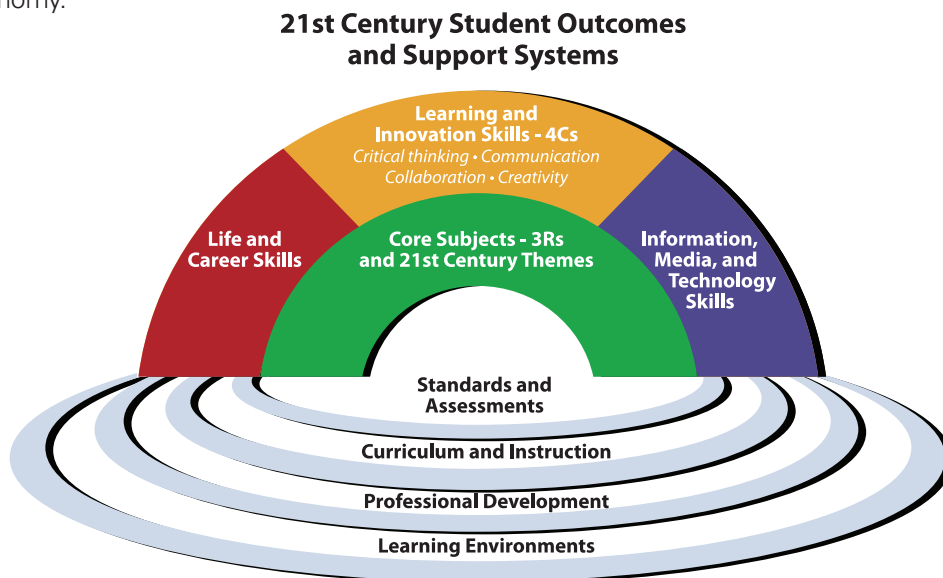 nomy.
21st Century Student Outcomes
and Support Systems
Learning and
Innovation Skills - 4Cs
Critical thinking • Communication
Collaboration • Creativity
Life and
Career Skills
Core Subjects - 3Rs
and 21st Century Themes
Information,
Media, and
Technology
Skills
Standards and
Assessments
Curriculum and Instruction
Professional Development
Learning Environments